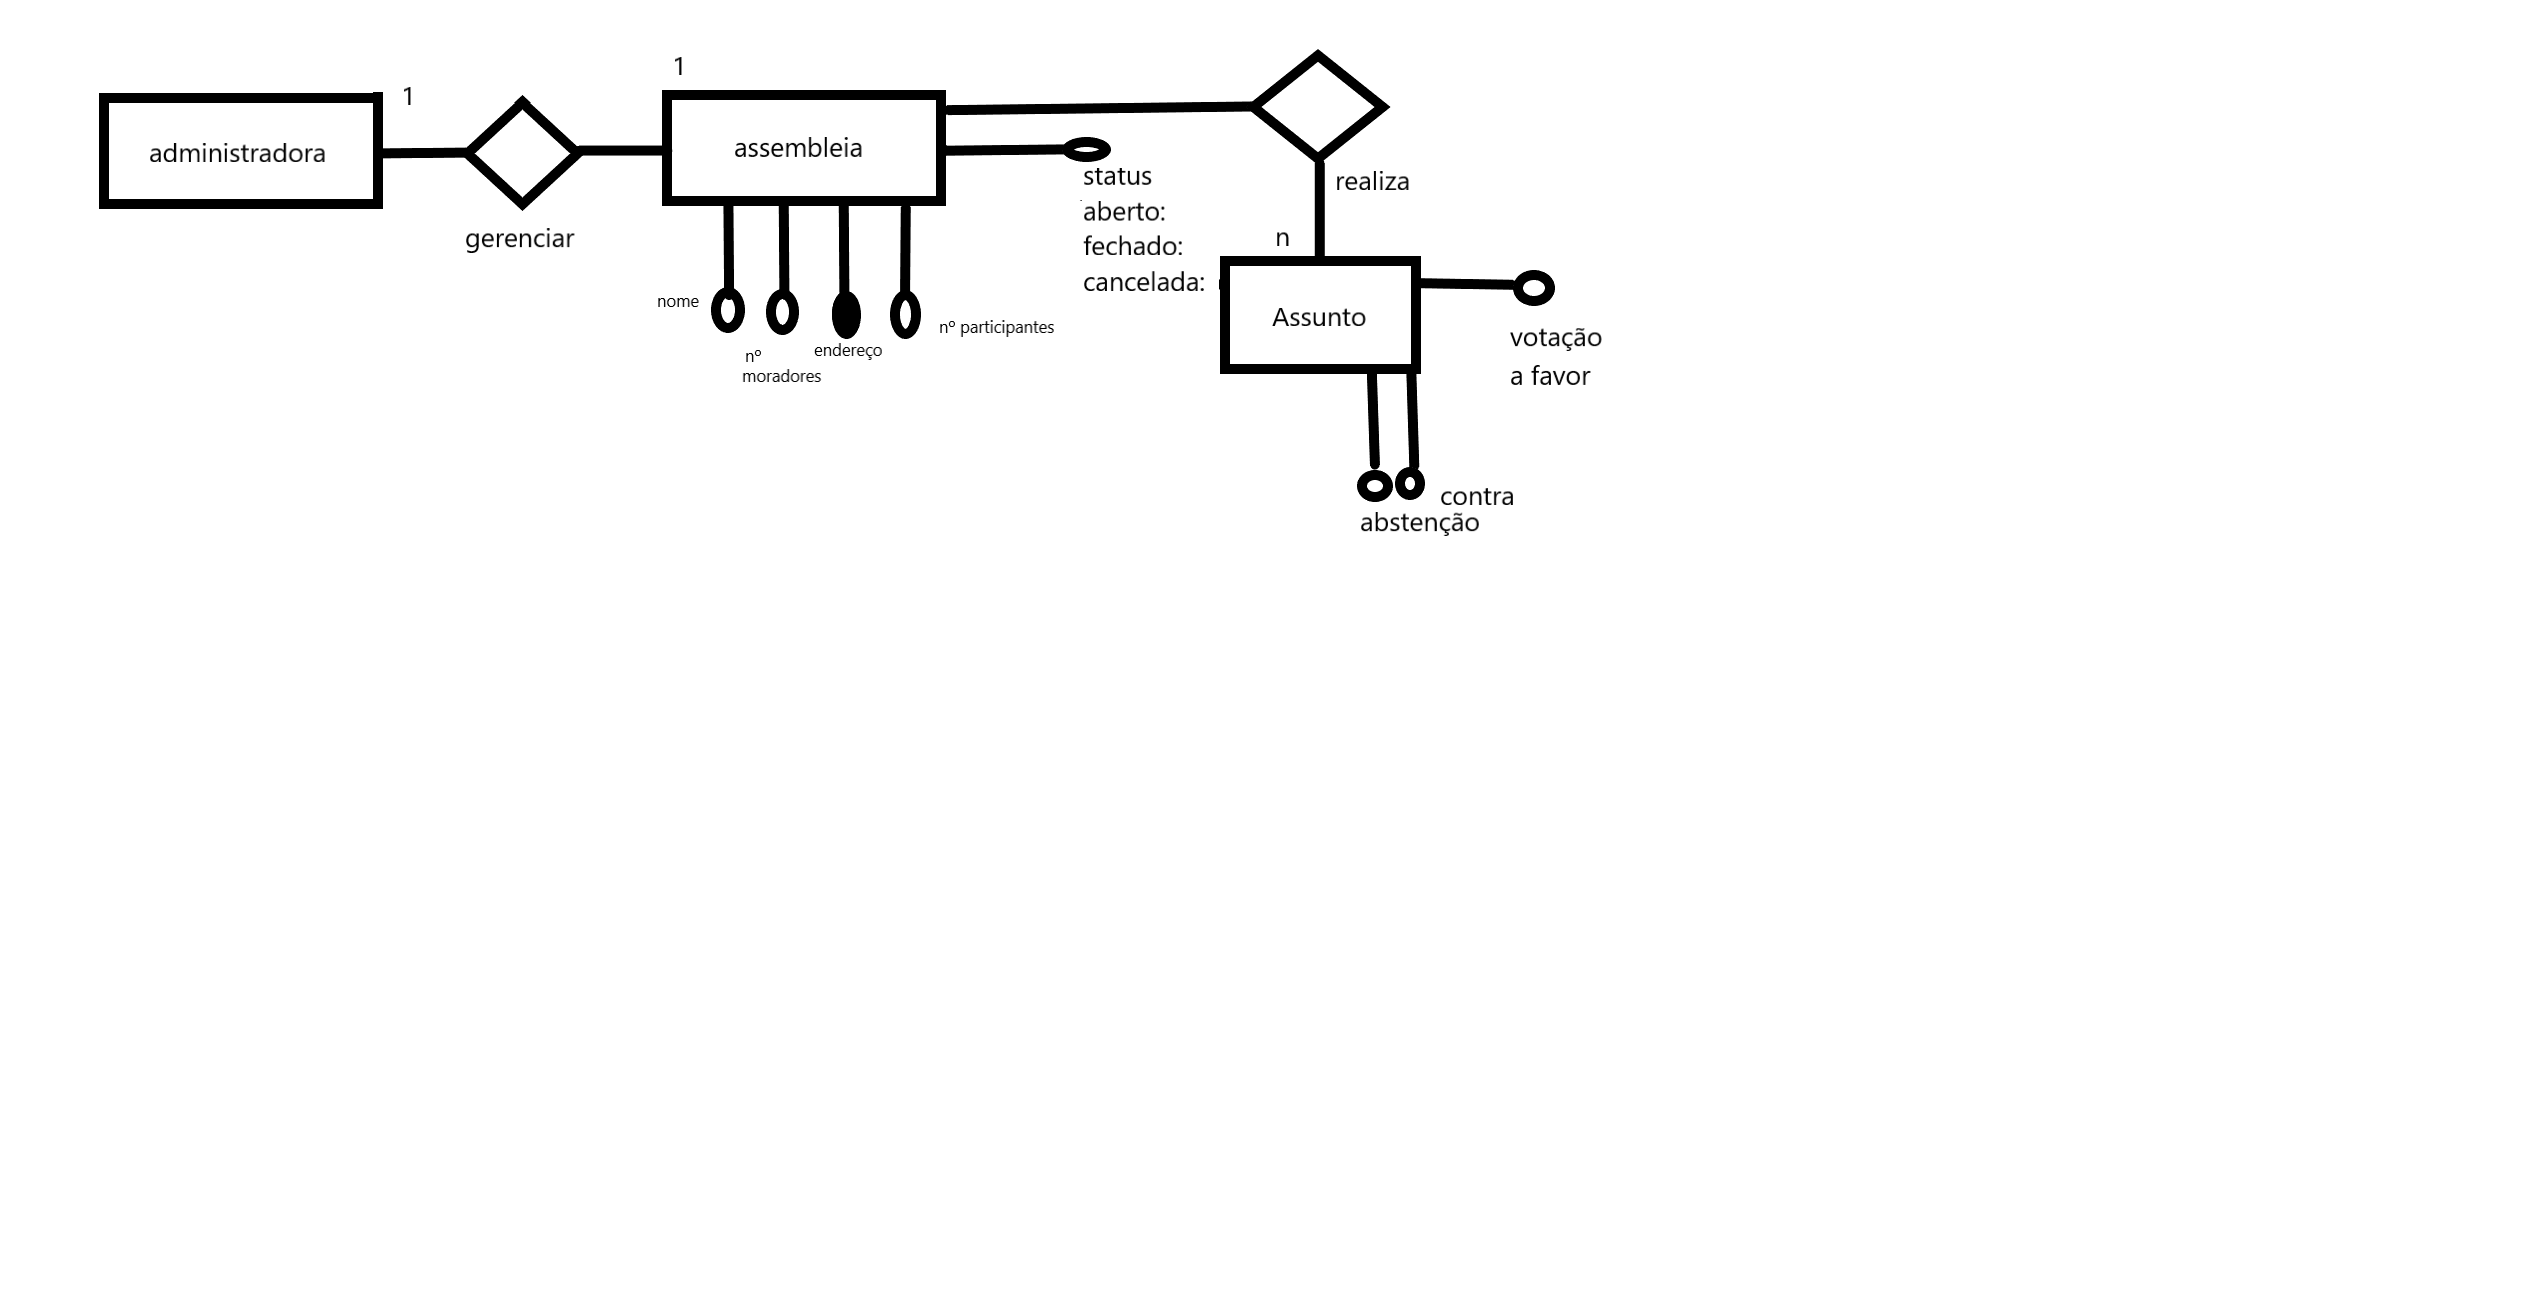 1
1
administradora
assembleia
gerenciar
status
aberto:
fechado:
cancelada:
realiza
n
nome
nº
moradores
endereço
nº participantes
Assunto
votação
a favor
contra
abstenção